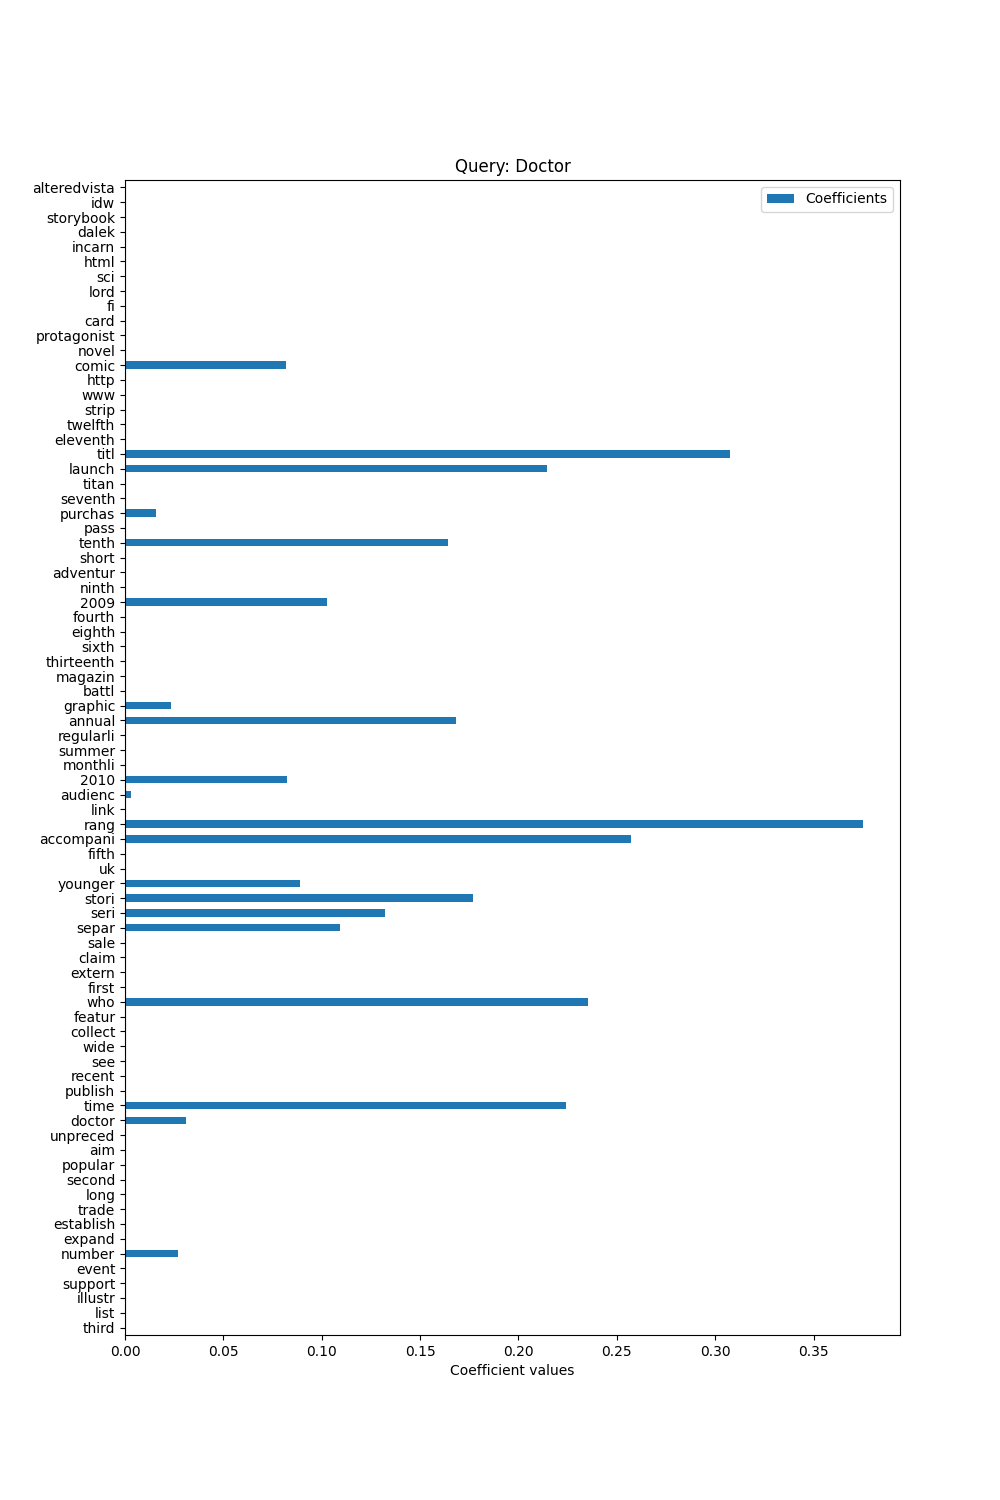 Query: Doctor
Coefficients
alteredvista
idw
storybook
dalek
incarn
html
sci
lord
fi
card
protagonist
novel
comic
http
www
strip
twelfth
eleventh
titl
launch
titan
seventh
purchas
pass
tenth
short
adventur
ninth
2009
fourth
eighth
sixth
thirteenth
magazin
battl
graphic
annual
regularli
summer
monthli
2010
audienc
link
rang
accompani
fifth
uk
younger
stori
seri
separ
sale
claim
extern
first
who
featur
collect
wide
see
recent
publish
time
doctor
unpreced
aim
popular
second
long
trade
establish
expand
number
event
support
illustr
list
third
0.00 0.05 0.10 0.15 0.20 0.25 0.30 0.35
Coefficient values